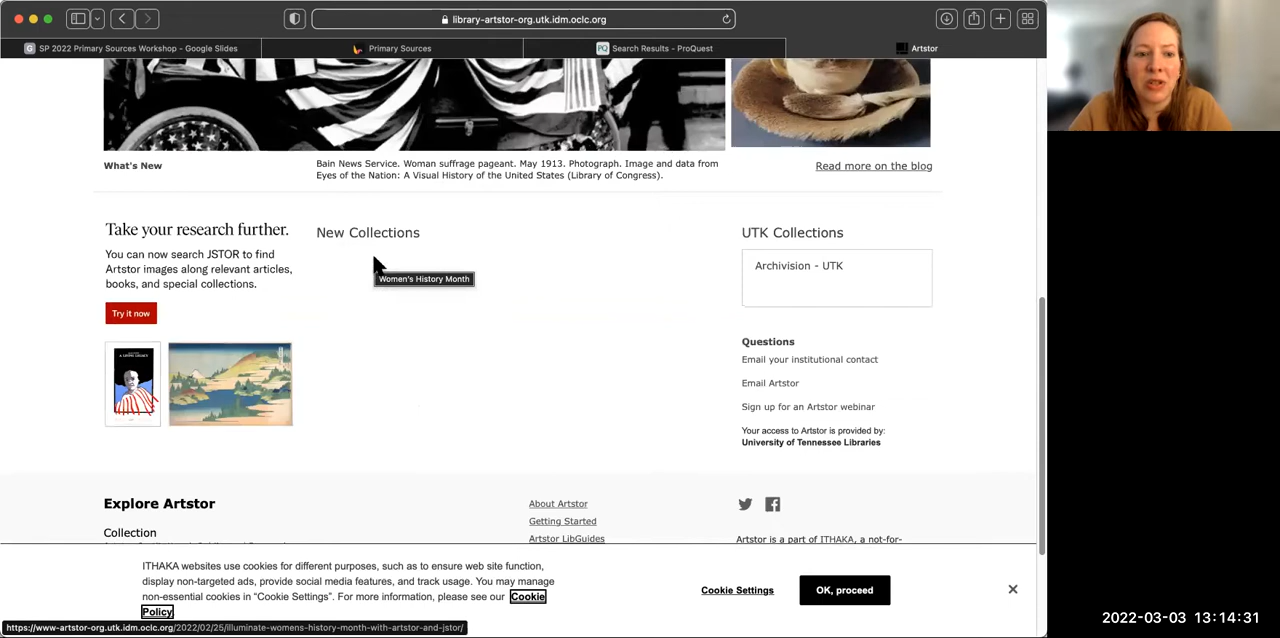 library-artstor-org.utk.idm.oclc.org
SP 2022 Primary Sources Workshop - Google Slides
Primary Sources
PQ
Search Results - ProQuest
Artstor
What's New
Bain News Service. Woman suffrage pageant. May 1913. Photograph. Image and data from
Eyes of the Nation: A Visual History of the United States (Library of Congress).
Read more on the blog
Take your research further.
You can now search JSTOR to find
Artstor images along relevant articles,
books, and special collections.
Try it now
New Collections
Women's History Month
UTK Collections
Archivision - UTK
Questions
Email your institutional contact
Email Artstor
Sign up for an Artstor webinar
Your access to Artstor is provided by:
University of Tennessee Libraries
Explore Artstor
Collection
About Artstor
Getting Started
Artstor LibGuides
Artstor is a part of ITHAKA, a not-for-
ITHAKA websites use cookies for different purposes, such as to ensure web site function,
display non-targeted ads, provide social media features, and track usage. You may manage
non-essential cookies in “Cookie Settings”. For more information, please see our Cookie
Policy.
Cookie Settings
OK, proceed
https://www-artstor-org.utk.idm.oclc.org/2022/02/25/illuminate-womens-history-month-with-artstor-and-jstor/
2022-03-03 13:14:31